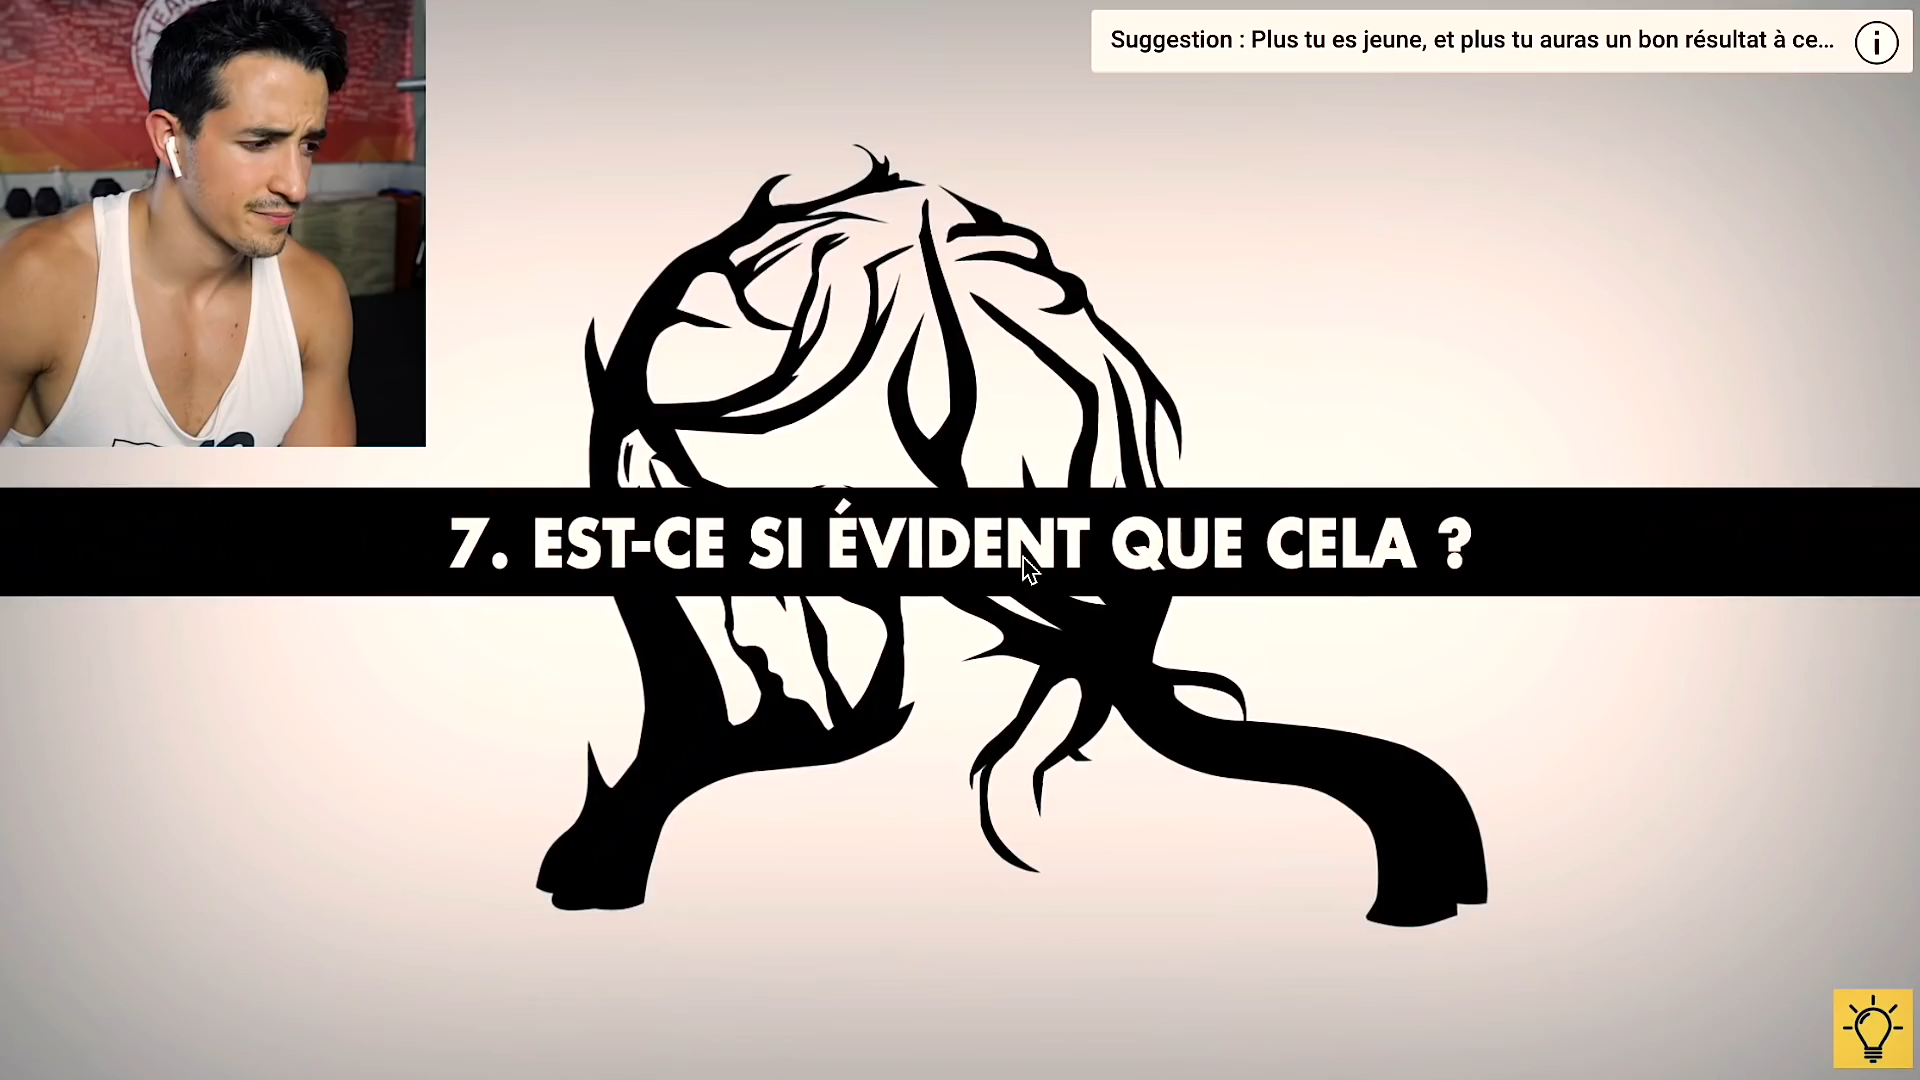 Suggestion : Plus tu es jeune, et plus tu auras un bon résultat à ce...
7. EST-CE SI ÉVIDENT QUE CELA ?